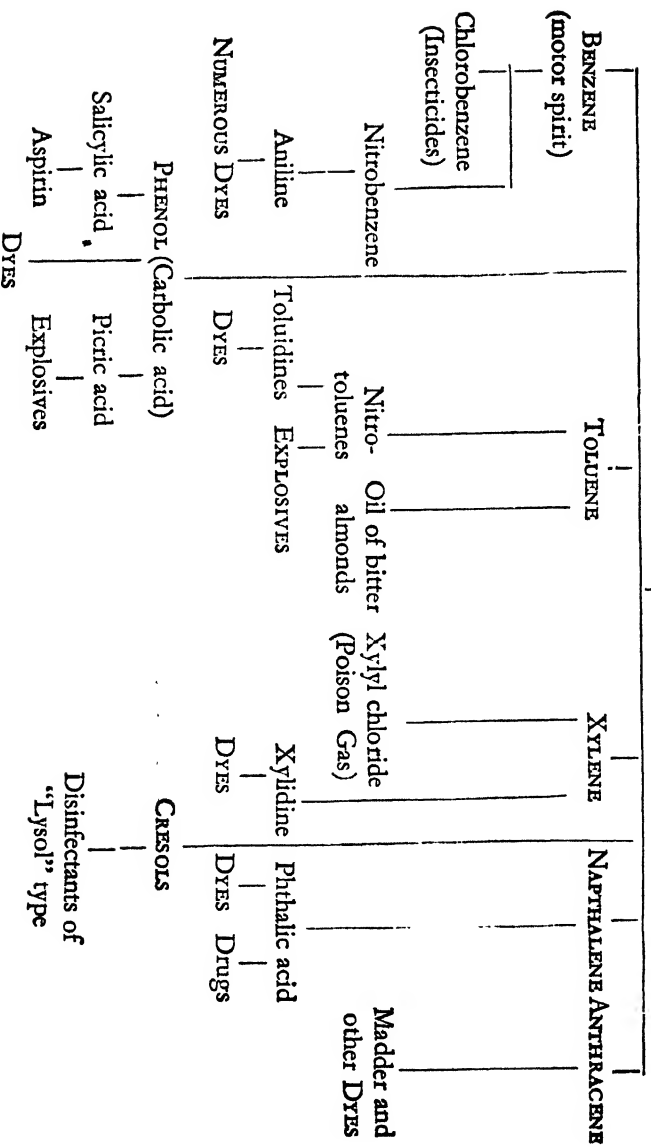 BENZENE
(motor spirit)
TOLUENE
XYLENE
NAPTHALENE
ANTHRACENE
Chlorobenzene
(Insecticides)
Nitrobenzene
Nitro-
toluenes
Oil of bitter
almonds
Xylyl chloride
(Poison Gas)
Madder and
other DYES
Aniline
Toluidines
EXPLOSIVES
Xylidine
Phthalic acid
NUMEROUS DYES
DYES
DYES
DYES
Drugs
PHENOL (Carbolic acid)
CRESOLS
Salicylic acid
Picric acid
Disinfectants of
"Lysol" type
Aspirin
Explosives
DYES